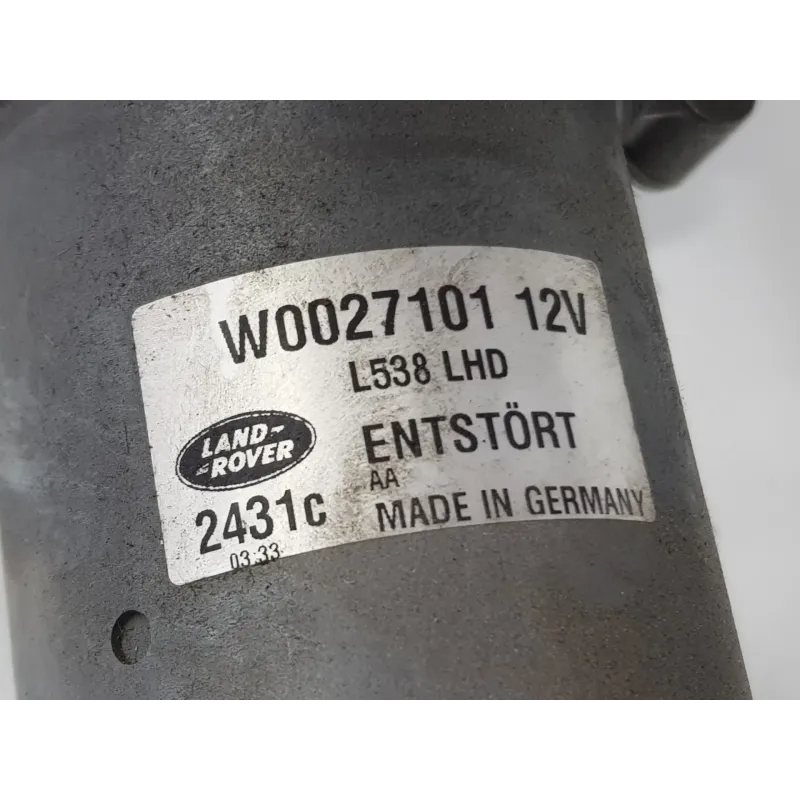 W0027101 12V
L538 LHD
LAND-
-ROVER
ENTSTÖRT
AA
2431c
MADE IN GERMANY
03:33